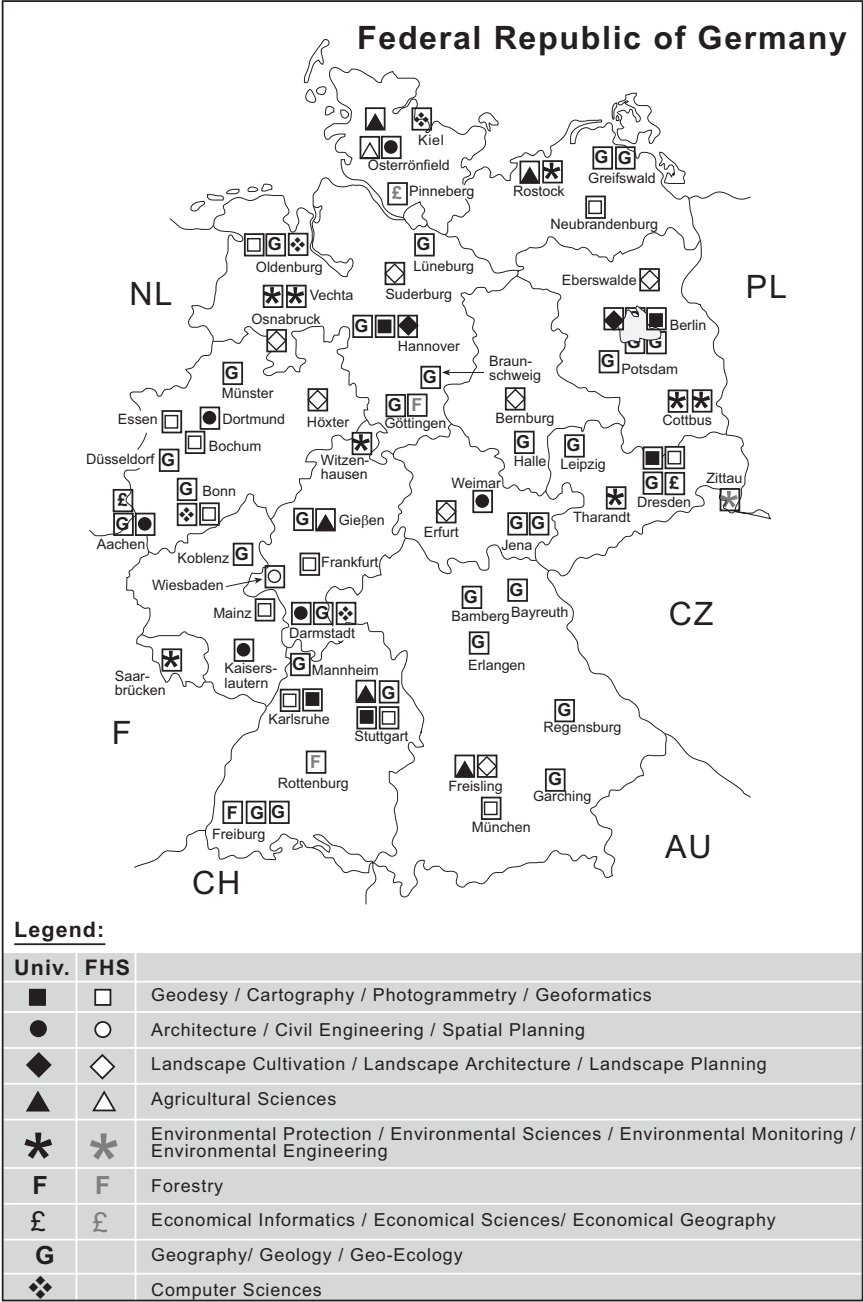 Federal Republic of Germany
Kiel
Osterrönfield
Pinneberg
£
Rostock
G G
Greifswald
Neubrandenburg
G
Oldenburg
G
Lüneburg
Suderburg
Eberswalde
NL
PL
Vechta
Osnabruck
G
Hannover
Berlin
G G
G
Potsdam
Braun-
schweig
G
G
Münster
Höxter
G F
Göttingen
Bernburg
Cottbus
Essen
Dortmund
Bochum
Düsseldorf
G
Witzen-
hausen
G
Halle
G
Leipzig
G £
Dresden
Zittau
Tharandt
Weimar
Erfurt
G G
Jena
£
G
Aachen
G
Bonn
G
Gieβen
Koblenz
G
Frankfurt
Wiesbaden
Mainz
G
Darmstadt
G
Bamberg
G
Bayreuth
CZ
G
Erlangen
Saar-
brücken
Kaisers-
lautern
G
Mannheim
Karlsruhe
G
Stuttgart
F
G
Regensburg
F
Rottenburg
Freisling
G
Garching
München
F G G
Freiburg
AU
CH
Legend:
Univ. FHS
Geodesy / Cartography / Photogrammetry / Geoformatics
Architecture / Civil Engineering / Spatial Planning
Landscape Cultivation / Landscape Architecture / Landscape Planning
Agricultural Sciences
Environmental Protection / Environmental Sciences / Environmental Monitoring /
Environmental Engineering
F F Forestry
£ £ Economical Informatics / Economical Sciences/ Economical Geography
G Geography/ Geology / Geo-Ecology
Computer Sciences